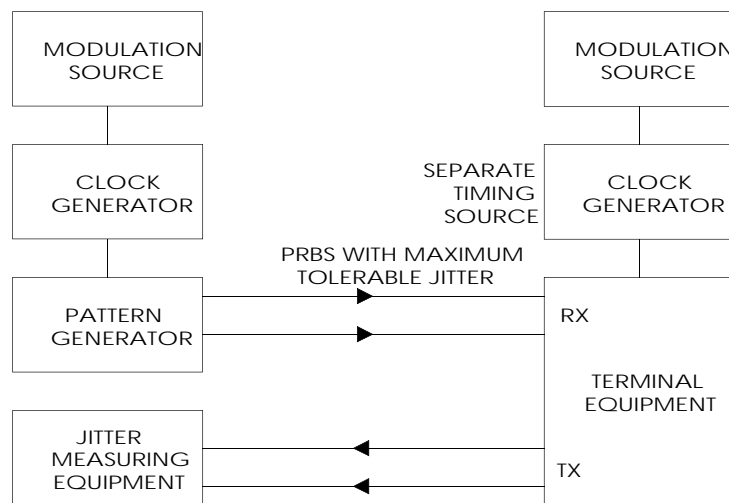 MODULATION
SOURCE
MODULATION
SOURCE
CLOCK
GENERATOR
SEPARATE
TIMING
SOURCE
CLOCK
GENERATOR
PRBS WITH MAXIMUM
TOLERABLE JITTER
PATTERN
GENERATOR
RX
TERMINAL
EQUIPMENT
JITTER
MEASURING
EQUIPMENT
TX